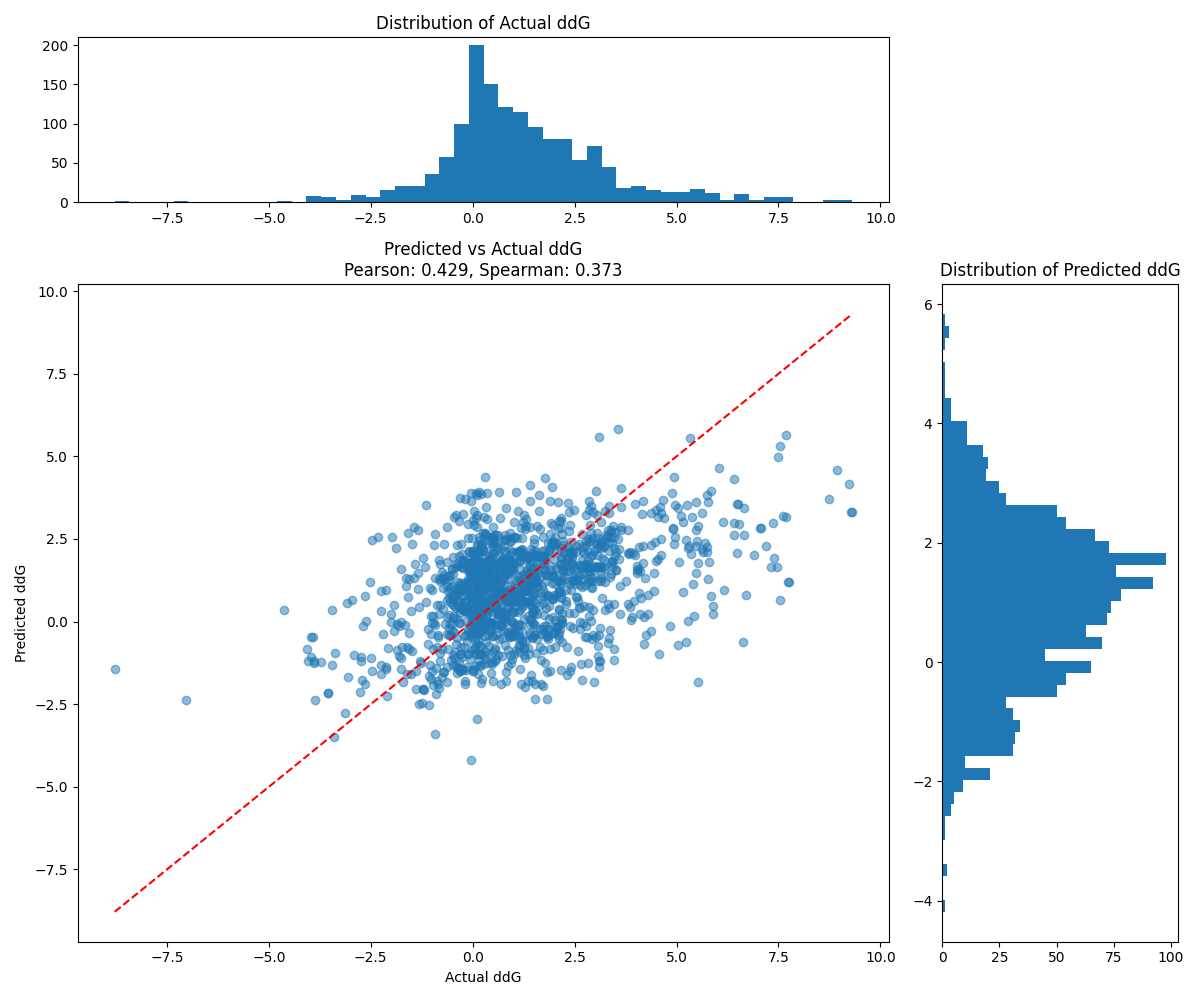 Distribution of Actual ddG
200
150
100
50
0
−7.5 −5.0 −2.5 0.0 2.5 5.0 7.5 10.0
Predicted vs Actual ddG
Pearson: 0.429, Spearman: 0.373
10.0
7.5
5.0
2.5
0.0
−2.5
−5.0
−7.5
Predicted ddG
−7.5 −5.0 −2.5 0.0 2.5 5.0 7.5 10.0
Actual ddG
Distribution of Predicted ddG
6
4
2
0
−2
−4
0 25 50 75 100